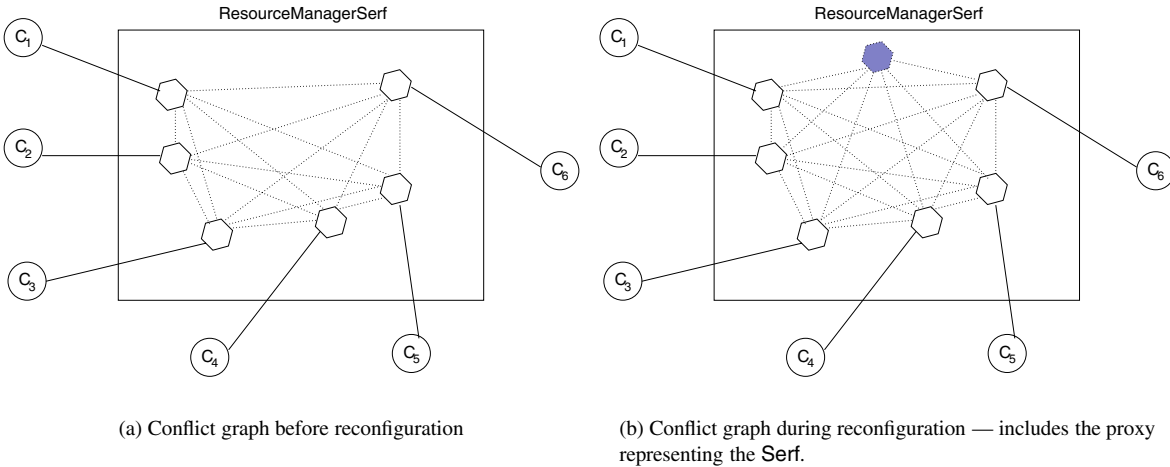 ResourceManagerSerf
C1
C2
C3
C4
C5
C6
(a) Conflict graph before reconfiguration
ResourceManagerSerf
C1
C2
C3
C4
C5
C6
(b) Conflict graph during reconfiguration — includes the proxy
representing the Serf.